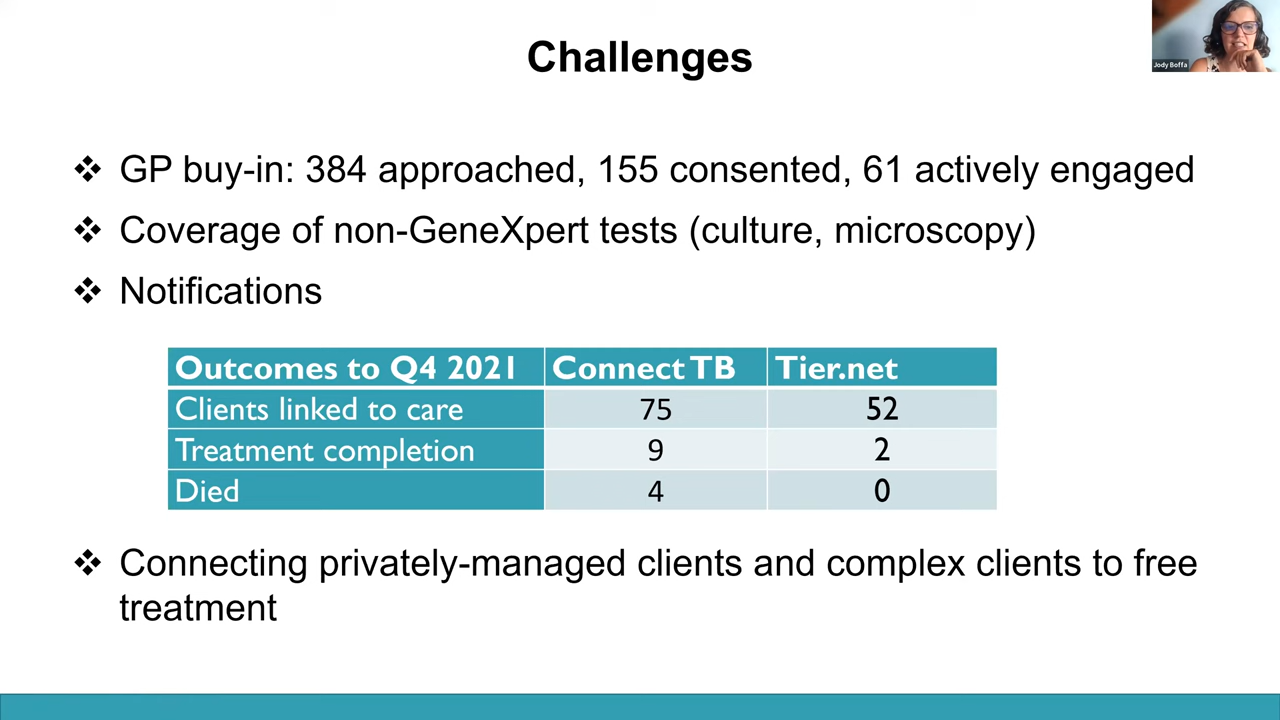 Challenges
Jody Boffa
❖ GP buy-in: 384 approached, 155 consented, 61 actively engaged
❖ Coverage of non-GeneXpert tests (culture, microscopy)
❖ Notifications
Outcomes to Q4 2021 Connect TB Tier.net
Clients linked to care 75 52
Treatment completion 9 2
Died 4 0
❖ Connecting privately-managed clients and complex clients to free
treatment